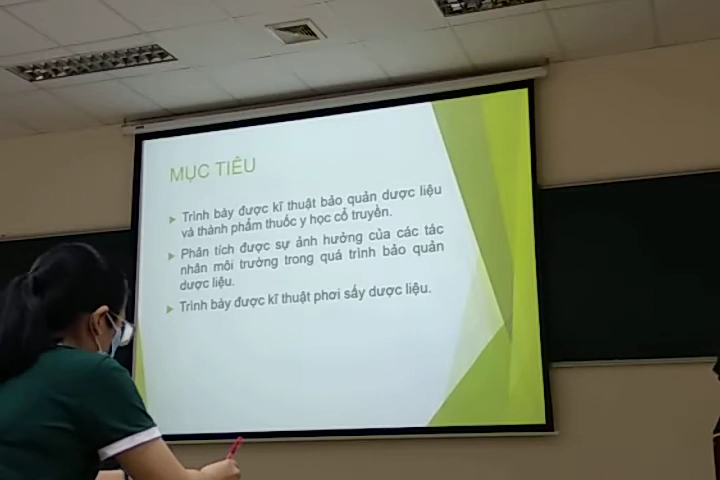 MỤC TIÊU
Trình bày được kĩ thuật bảo quản dược liệu
và thành phẩm thuốc y học cổ truyền.
Phân tích được sự ảnh hưởng của các tác
nhân môi trường trong quá trình bảo quản
dược liệu.
Trình bày được kĩ thuật phơi sấy dược liệu.